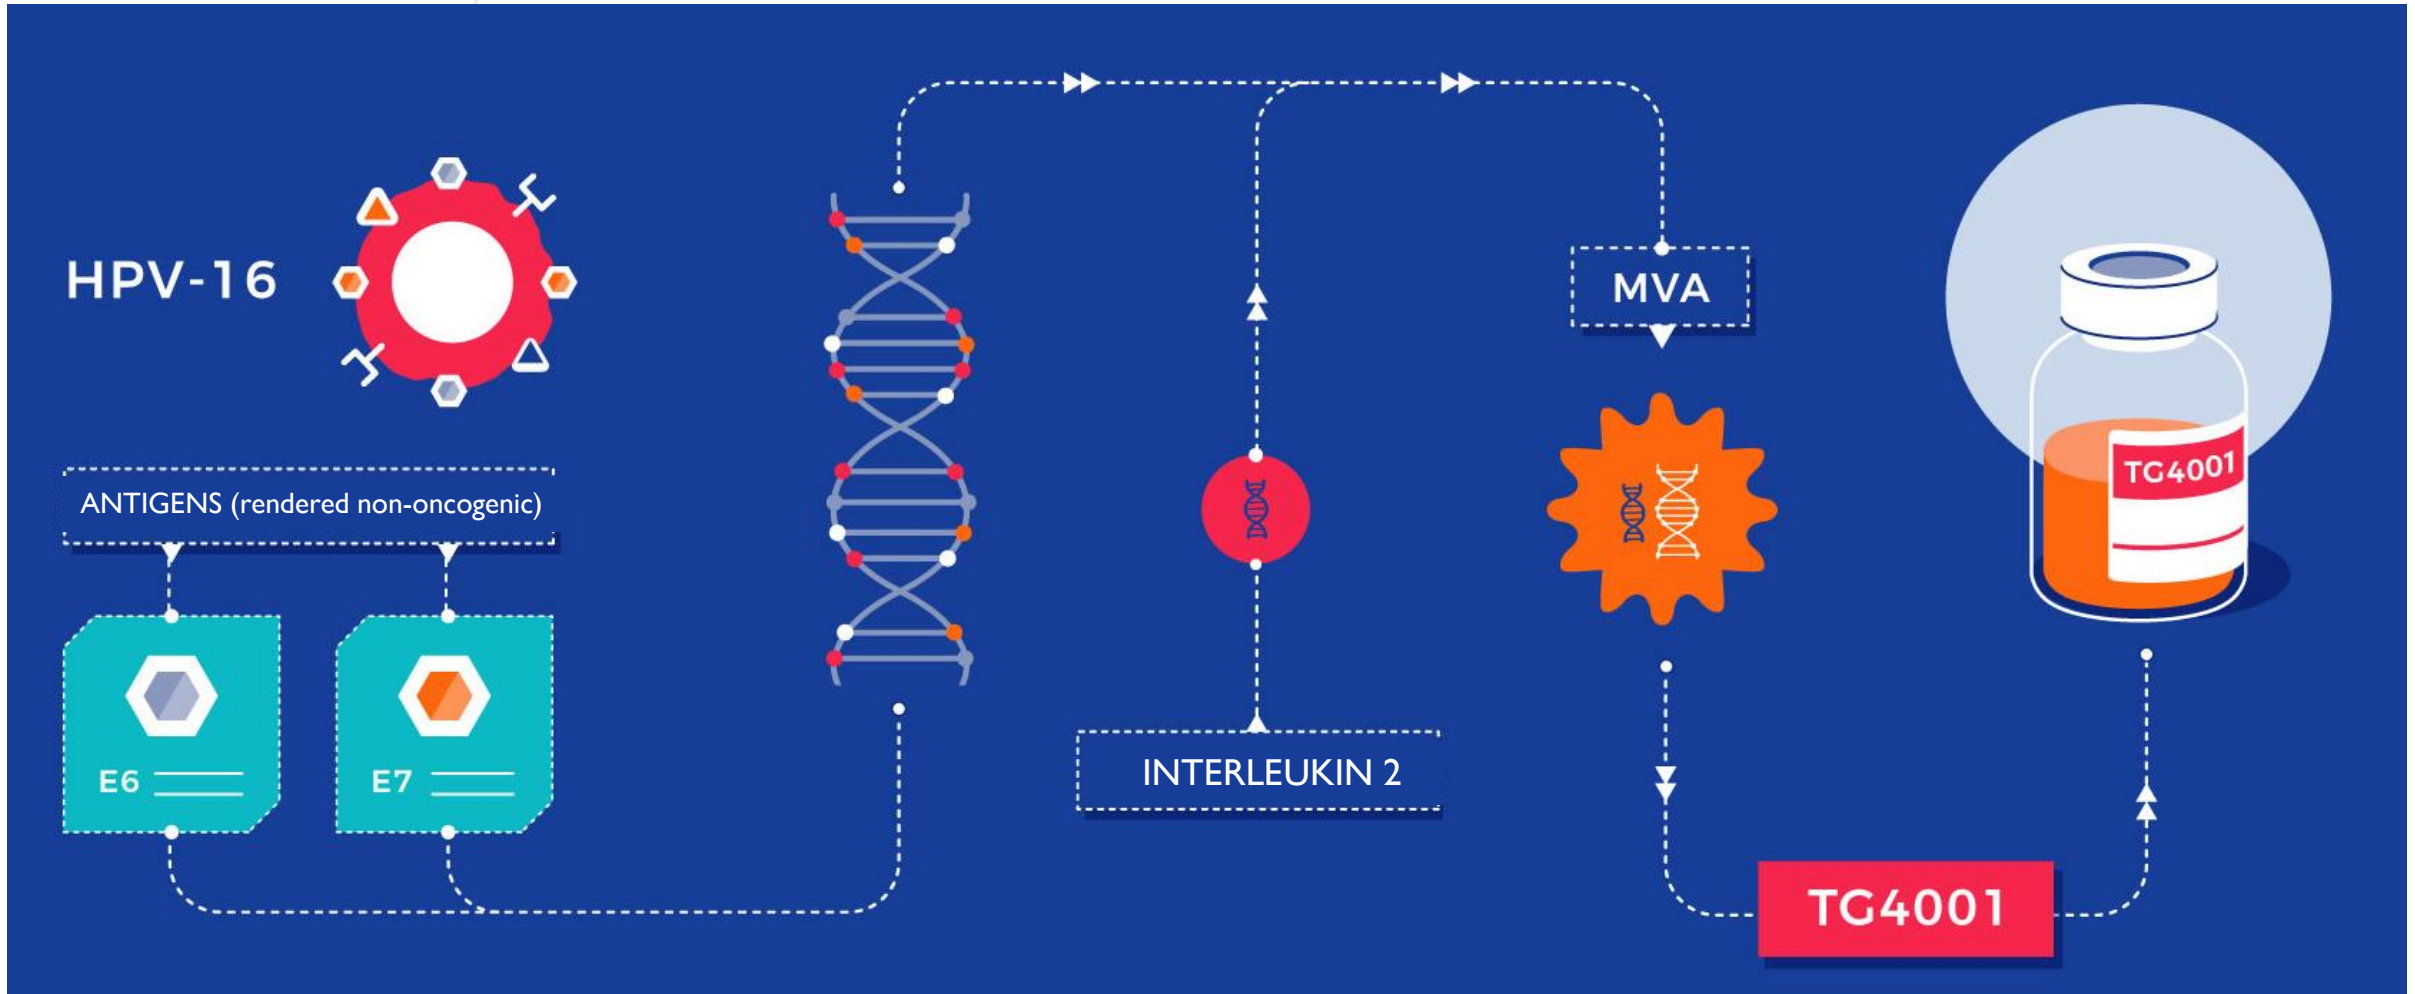 HPV-16
ANTIGENS (rendered non-oncogenic)
E6
E7
INTERLEUKIN 2
MVA
TG4001
TG4001